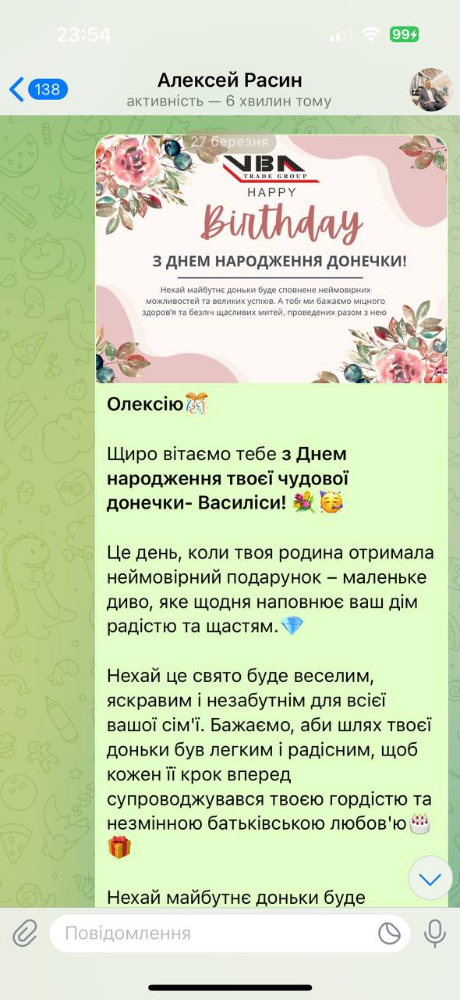 23:54
99
138
Алексей Расин
активність — 6 хвилин тому
27 березня
VBA
TRADE GROUP
HAPPY
Birthday
З ДНЕМ НАРОДЖЕННЯ ДОНЕЧКИ!
Нехай майбутнє доньки буде сповнене неймовірних
можливостей та великих успіхів. А тобі ми бажаємо міцного
здоров'я та безліч щасливих митей, проведених разом з нею
Олексію🎊
Щиро вітаємо тебе з Днем
народження твоєї чудової
донечки- Василіси! 💐🥳
Це день, коли твоя родина отримала
неймовірний подарунок – маленьке
диво, яке щодня наповнює ваш дім
радістю та щастям.💎
Нехай це свято буде веселим,
яскравим і незабутнім для всієї
вашої сім'ї. Бажаємо, аби шлях твоєї
доньки був легким і радісним, щоб
кожен її крок вперед
супроводжувався твоєю гордістю та
незмінною батьківською любов'ю🎂
🎁
Нехай майбутнє доньки буде
Повідомлення